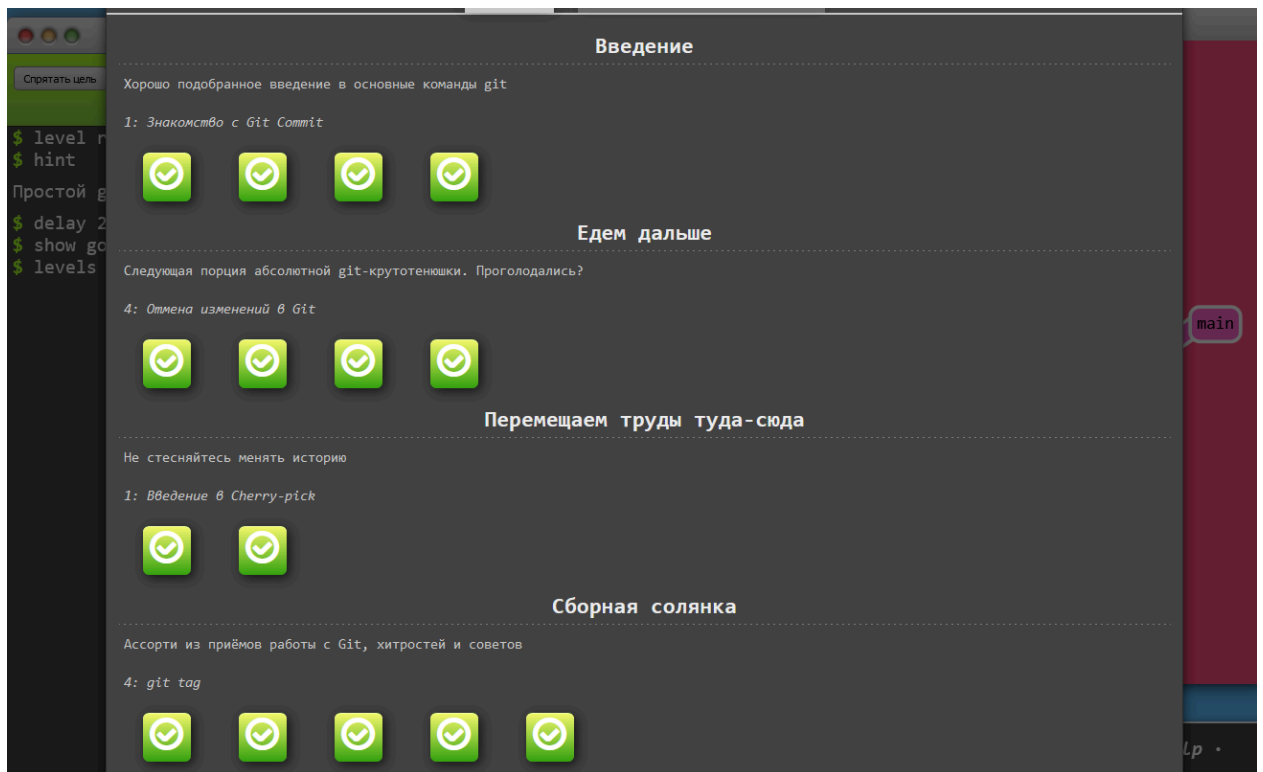 Введение
Хорошо подобранное введение в основные команды git
1: Знакомство с Git Commit
Спрятать цель
$ level
$ hint
Простой
$ delay 2
$ show
$ levels
Едем дальше
Следующая порция абсолютной git-крутотенюшки. Проголодались?
4: Отмена изменений в Git
main
Перемещаем труды туда-сюда
Не стесняйтесь менять историю
1: Введение в Cherry-pick
Сборная солянка
Ассорти из приёмов работы с Git, хитростей и советов
4: git tag